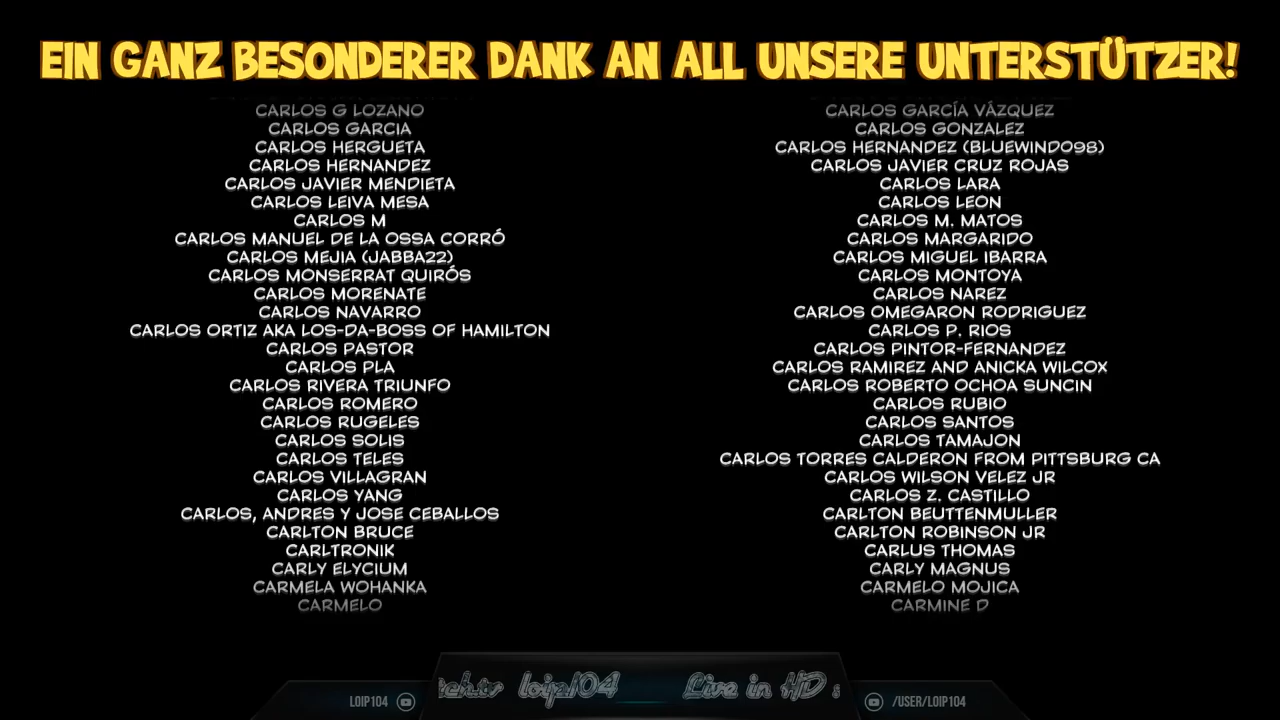 EIN GANZ BESONDERER DANK AN ALL UNSERE UNTERSTÜTZER!
CARLOS G LOZANO
CARLOS GARCIA
CARLOS HERGUETA
CARLOS HERNANDEZ
CARLOS JAVIER MENDIETA
CARLOS LEIVA MESA
CARLOS M
CARLOS MANUEL DE LA OSSA CORRÓ
CARLOS MEJIA (JABBA22)
CARLOS MONSERRAT QUIRÓS
CARLOS MORENATE
CARLOS NAVARRO
CARLOS ORTIZ AKA LOS-DA-BOSS OF HAMILTON
CARLOS PASTOR
CARLOS PLA
CARLOS RIVERA TRIUNFO
CARLOS ROMERO
CARLOS RUGELES
CARLOS SOLIS
CARLOS TELES
CARLOS VILLAGRAN
CARLOS YANG
CARLOS, ANDRES Y JOSE CEBALLOS
CARLTON BRUCE
CARLTRONIK
CARLY ELYCIUM
CARMELA WOHANKA
CARMELO
CARLOS GARCÍA VÁZQUEZ
CARLOS GONZALEZ
CARLOS HERNANDEZ (BLUEWIND098)
CARLOS JAVIER CRUZ ROJAS
CARLOS LARA
CARLOS LEON
CARLOS M. MATOS
CARLOS MARGARIDO
CARLOS MIGUEL IBARRA
CARLOS MONTOYA
CARLOS NAREZ
CARLOS OMEGARON RODRIGUEZ
CARLOS P. RIOS
CARLOS PINTOR-FERNANDEZ
CARLOS RAMIREZ AND ANICKA WILCOX
CARLOS ROBERTO OCHOA SUNCIN
CARLOS RUBIO
CARLOS SANTOS
CARLOS TAMAJON
CARLOS TORRES CALDERON FROM PITTSBURG CA
CARLOS WILSON VELEZ JR
CARLOS Z. CASTILLO
CARLTON BEUTTENMULLER
CARLTON ROBINSON JR
CARLUS THOMAS
CARLY MAGNUS
CARMELO MOJICA
CARMINE D
LOIP104
loip104 Live in HD
/USER/LOIP104